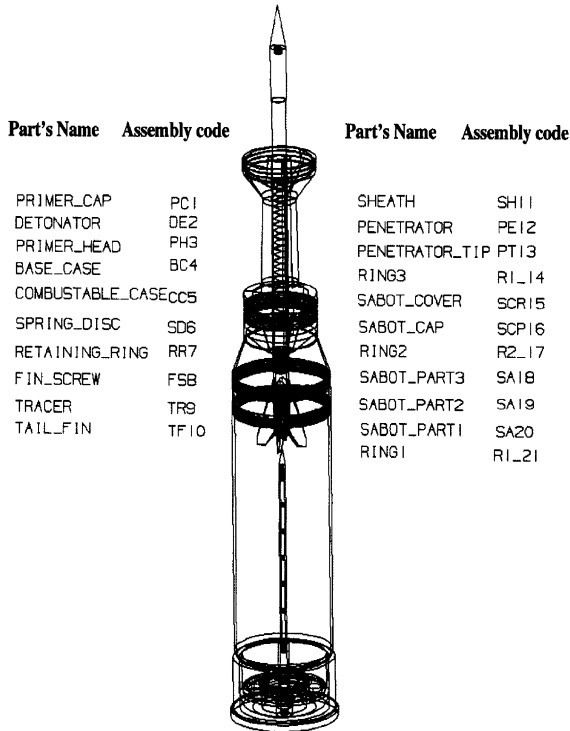 Part's Name Assembly code
PRIMER_CAP PC1
DETONATOR DE2
PRIMER_HEAD PH3
BASE_CASE BC4
COMBUSTABLE_CASE CC5
SPRING_DISC SD6
RETAINING_RING RR7
FIN_SCREW FS8
TRACER TR9
TAIL_FIN TF10
Part's Name Assembly code
SHEATH SH11
PENETRATOR PE12
PENETRATOR_TIP PT13
RING3 R1_14
SABOT_COVER SCR15
SABOT_CAP SCP16
RING2 R2_17
SABOT_PART3 SA18
SABOT_PART2 SA19
SABOT_PART1 SA20
RING1 R1_21